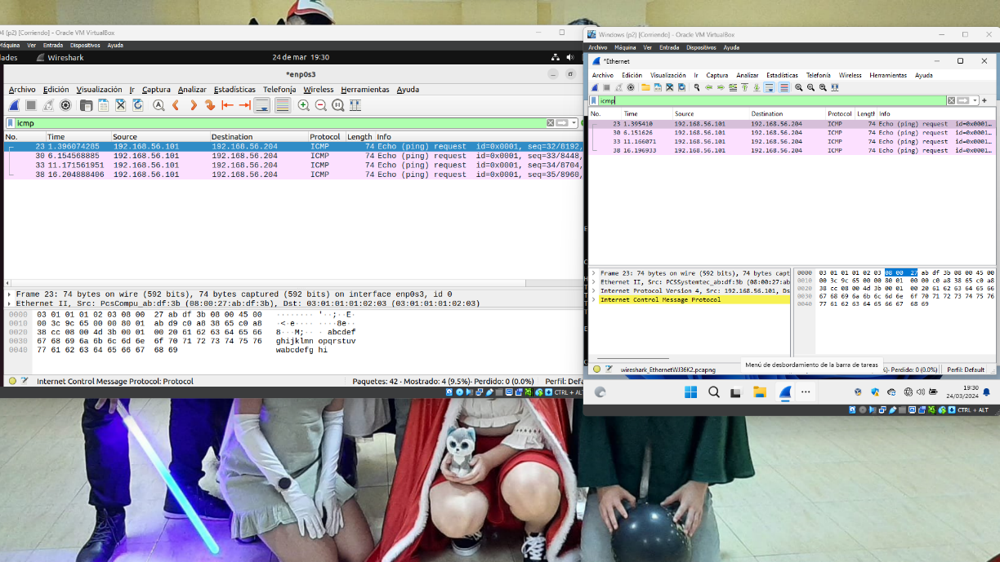 4 (p2) [Corriendo] - Oracle VM VirtualBox
Máquina Ver Entrada Dispositivos Ayuda
ades Wireshark 24 de mar 19:30
*enp0s3
Archivo Edición Visualización Ir Captura Analizar Estadísticas Telefonía Wireless Herramientas Ayuda
icmp
No. Time Source Destination Protocol Length Info
23 1.396074285 192.168.56.101 192.168.56.204 ICMP 74 Echo (ping) request id=0x0001, seq=32/8192,
30 6.154568885 192.168.56.101 192.168.56.204 ICMP 74 Echo (ping) request id=0x0001, seq=33/8448,
33 11.171561951 192.168.56.101 192.168.56.204 ICMP 74 Echo (ping) request id=0x0001, seq=34/8704,
38 16.204888406 192.168.56.101 192.168.56.204 ICMP 74 Echo (ping) request id=0x0001, seq=35/8960,
Frame 23: 74 bytes on wire (592 bits), 74 bytes captured (592 bits) on interface enp0s3, id 0
Ethernet II, Src: PcsCompu_ab:df:3b (08:00:27:ab:df:3b), Dst: 03:01:01:01:02:03 (03:01:01:01:02:03)
0000 03 01 01 01 02 03 08 00 27 ab df 3b 08 00 45 00 ········ '··;··E·
0010 00 3c 9c 65 00 00 80 01 ab d9 c0 a8 38 65 c0 a8 ·<·e···· ····8e··
0020 38 cc 08 00 4d 3b 00 01 00 20 61 62 63 64 65 66 8···M;·· · abcdef
0030 67 68 69 6a 6b 6c 6d 6e 6f 70 71 72 73 74 75 76 ghijklmn opqrstuv
0040 77 61 62 63 64 65 66 67 68 69 wabcdefg hi
Internet Control Message Protocol: Protocol Paquetes: 42 · Mostrado: 4 (9.5%)· Perdido: 0 (0.0%) Perfil: Defa
CTRL + ALT
Windows (p2) [Corriendo] - Oracle VM VirtualBox
Archivo Máquina Ver Entrada Dispositivos Ayuda
*Ethernet
Archivo Edición Visualización Ir Captura Analizar Estadísticas Telefonía Wireless Herramientas Ayuda
icmp
No. Time Source Destination Protocol Length Info
23 1.395410 192.168.56.101 192.168.56.204 ICMP 74 Echo (ping) request id=0x0001…
30 6.151626 192.168.56.101 192.168.56.204 ICMP 74 Echo (ping) request id=0x0001…
33 11.166071 192.168.56.101 192.168.56.204 ICMP 74 Echo (ping) request id=0x0001…
38 16.196933 192.168.56.101 192.168.56.204 ICMP 74 Echo (ping) request id=0x0001…
Frame 23: 74 bytes on wire (592 bits), 74 bytes capt
Ethernet II, Src: PCSSystemtec_ab:df:3b (08:00:27:ab
Internet Protocol Version 4, Src: 192.168.56.101, Ds
Internet Control Message Protocol
0000 03 01 01 01 02 03 08 00 27 ab df 3b 08 00 45 00
0010 00 3c 9c 65 00 00 80 01 00 00 c0 a8 38 65 c0 a8
0020 38 cc 08 00 4d 3b 00 01 00 20 61 62 63 64 65 66
0030 67 68 69 6a 6b 6c 6d 6e 6f 70 71 72 73 74 75 76
0040 77 61 62 63 64 65 66 67 68 69
Menú de desbordamiento de la barra de tareas
wireshark_EthernetWJ36K2.pcapng %)· Perdido: 0 (0.0%) Perfil: Default
19:30
24/03/2024
CTRL + ALT